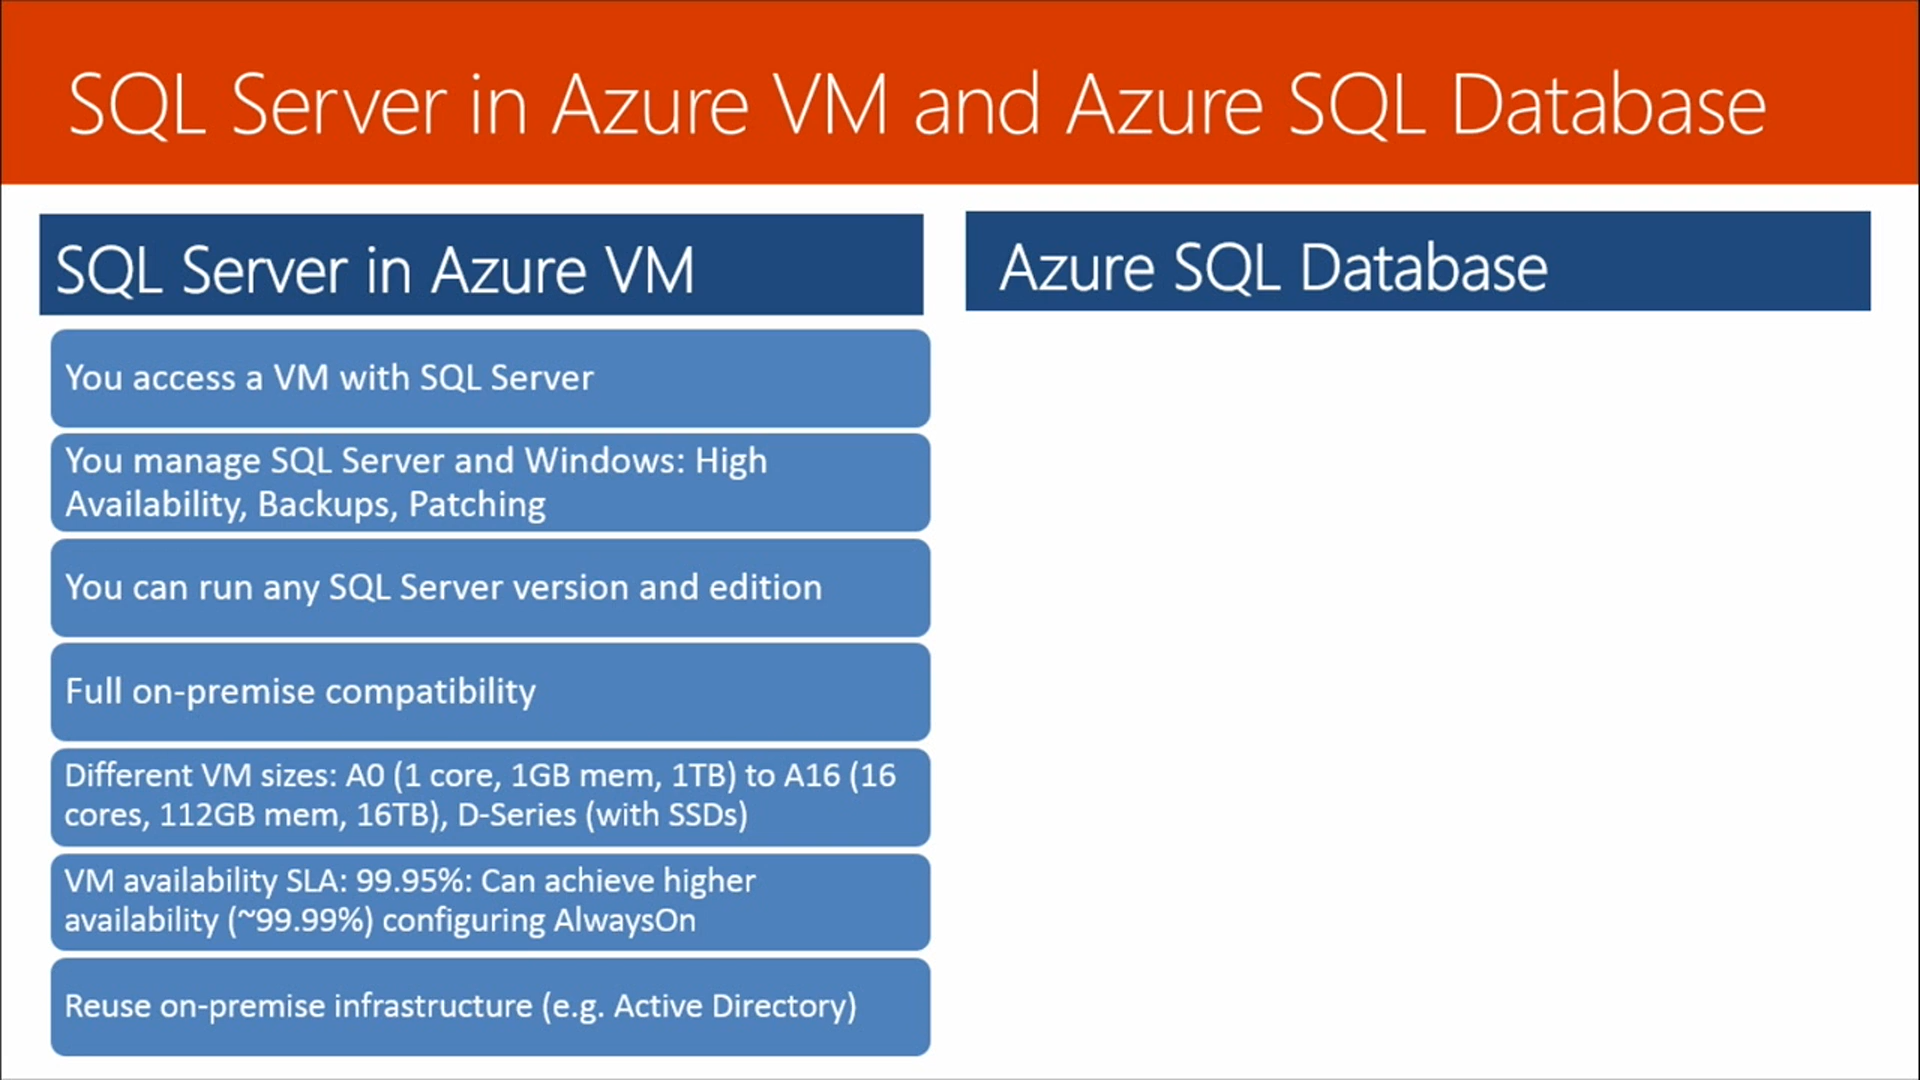 SQL Server in Azure VM and Azure SQL Database
SQL Server in Azure VM
You access a VM with SQL Server
You manage SQL Server and Windows: High
Availability, Backups, Patching
You can run any SQL Server version and edition
Full on-premise compatibility
Different VM sizes: A0 (1 core, 1GB mem, 1TB) to A16 (16
cores, 112GB mem, 16TB), D-Series (with SSDs)
VM availability SLA: 99.95%: Can achieve higher
availability (~99.99%) configuring AlwaysOn
Reuse on-premise infrastructure (e.g. Active Directory)
Azure SQL Database